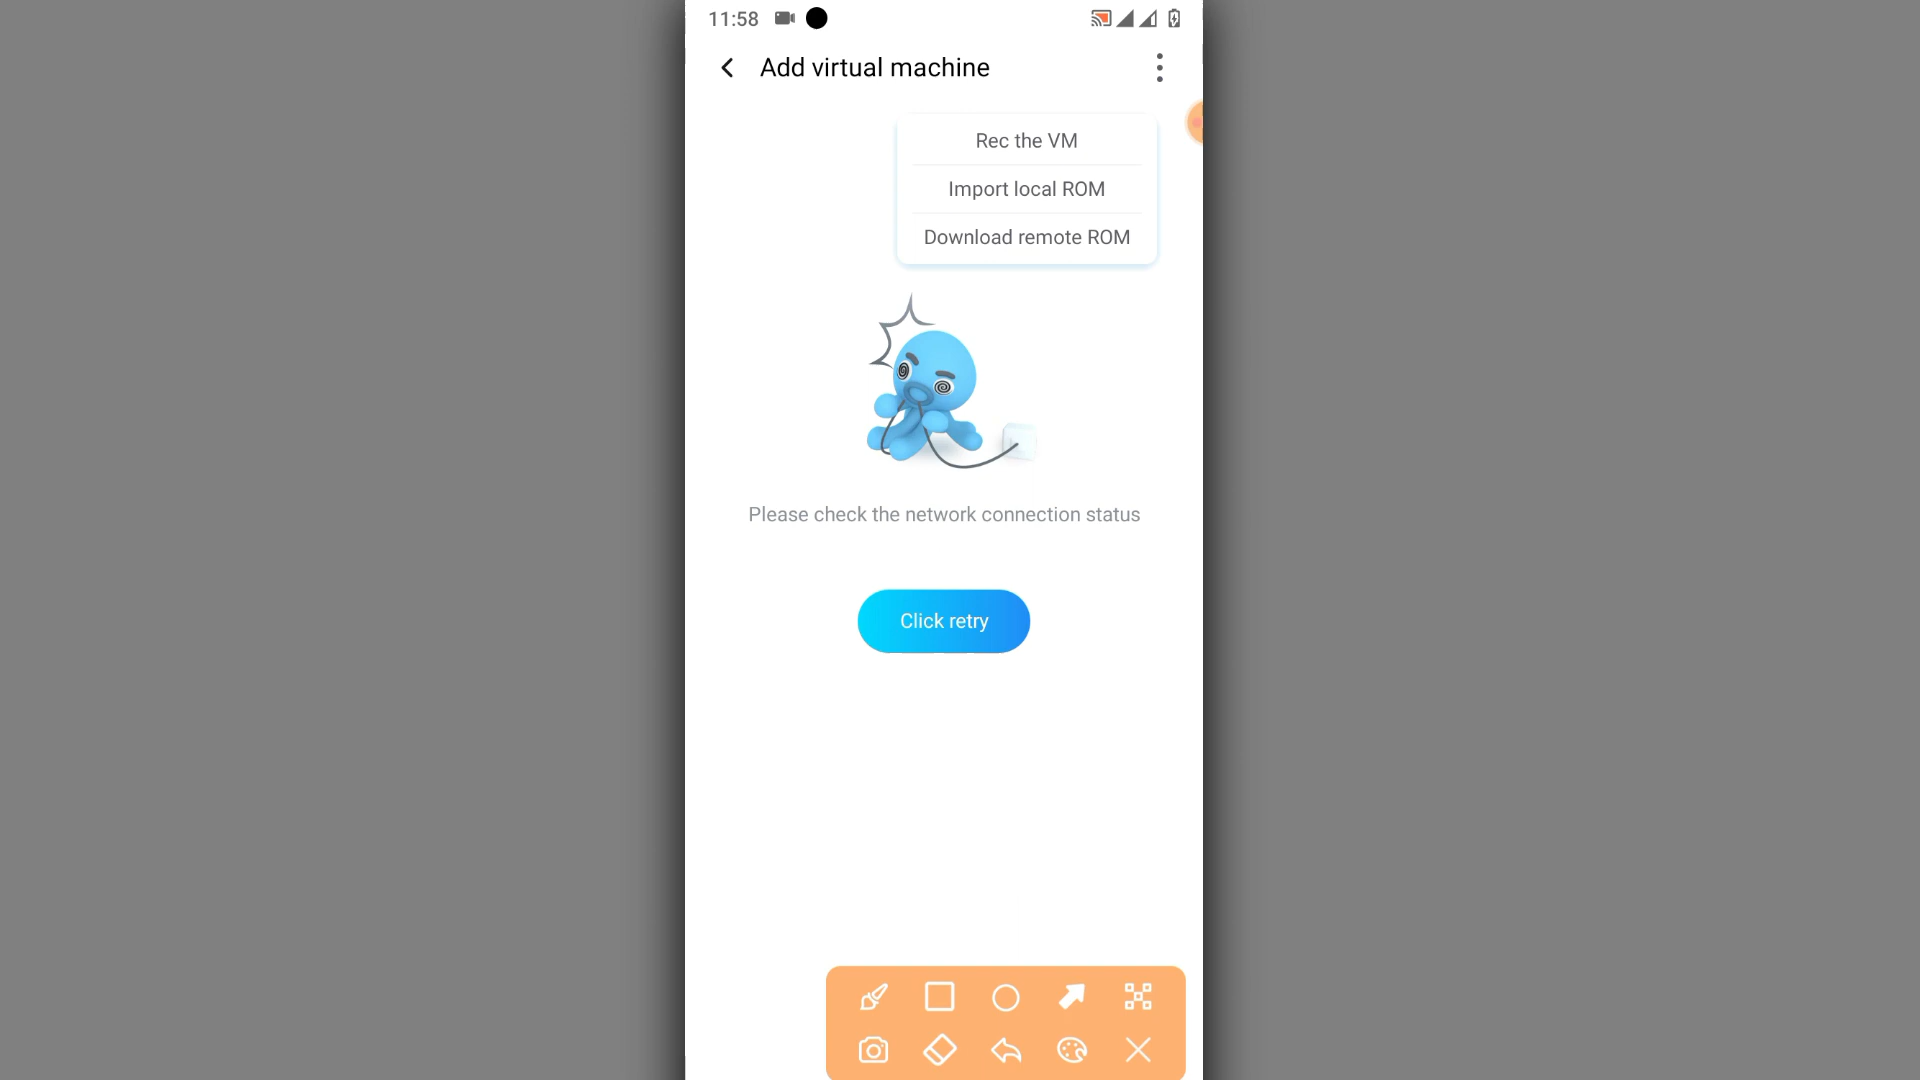 11:58
Add virtual machine
Rec the VM
Import local ROM
Download remote ROM
Please check the network connection status
Click retry